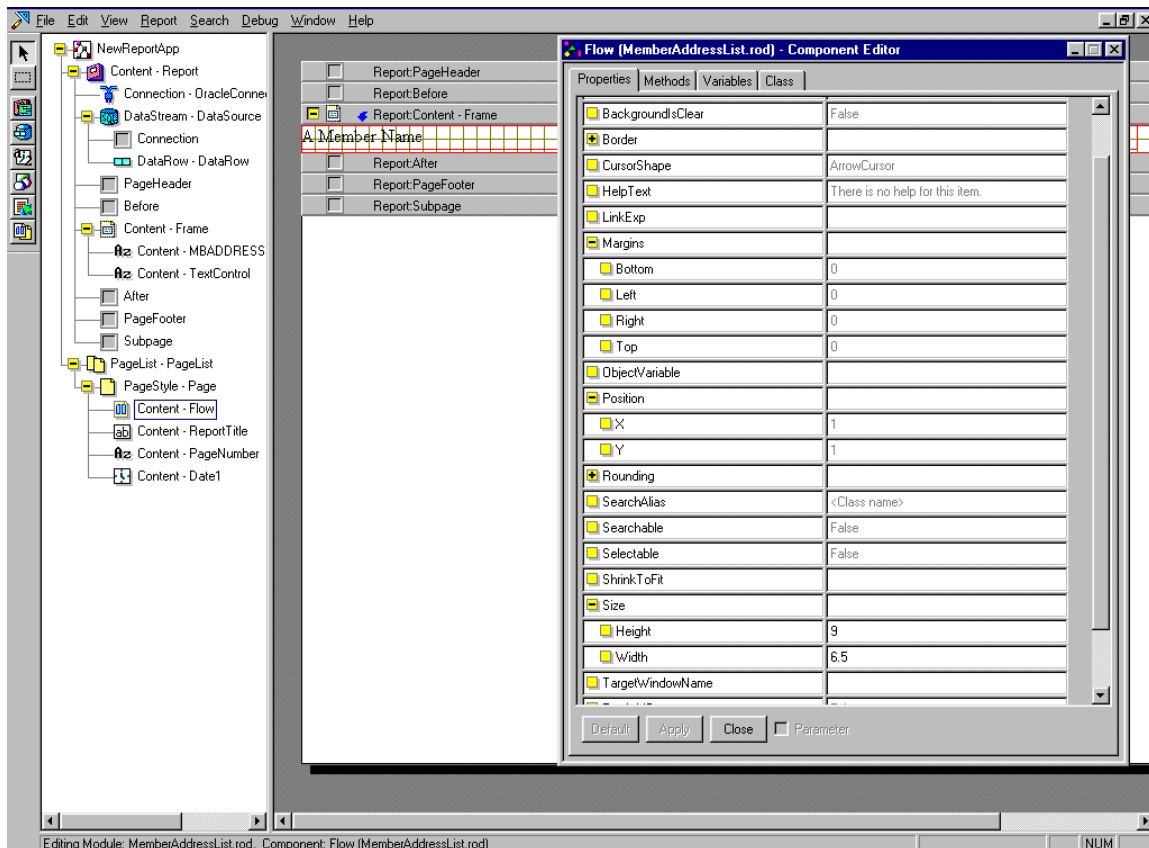 File Edit View Report Search Debug Window Help
NewReportApp
Content - Report
Connection - OracleConne
DataStream - DataSource
Connection
DataRow - DataRow
PageHeader
Before
Content - Frame
Az Content - MBADDRESS
Az Content - TextControl
After
PageFooter
Subpage
PageList - PageList
PageStyle - Page
Content - Flow
ab Content - ReportTitle
Az Content - PageNumber
Content - Date1
Report:PageHeader
Report:Before
Report:Content - Frame
A Member Name
Report:After
Report:PageFooter
Report:Subpage
Flow (MemberAddressList.rod) - Component Editor
Properties Methods Variables Class
BackgroundIsClear False
Border
CursorShape ArrowCursor
HelpText There is no help for this item.
LinkExp
Margins
Bottom 0
Left 0
Right 0
Top 0
ObjectVariable
Position
X 1
Y 1
Rounding
SearchAlias <Class name>
Searchable False
Selectable False
ShrinkToFit
Size
Height 9
Width 6.5
TargetWindowName
Default Apply Close Parameter
Editing Module: MemberAddressList.rod, Component: Flow (MemberAddressList.rod)
NUM